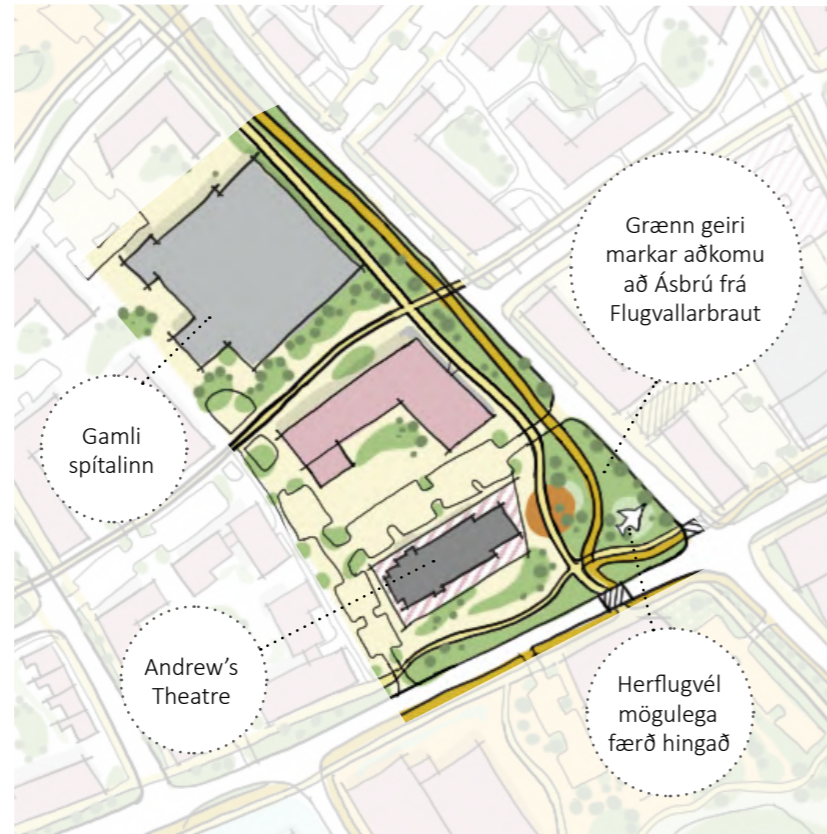 Grænn geiri
markar aðkomu
að Ásbrú frá
Flugvallarbraut
Gamli
spítalinn
Andrew’s
Theatre
Herflugvél
mögulega
færð hingað